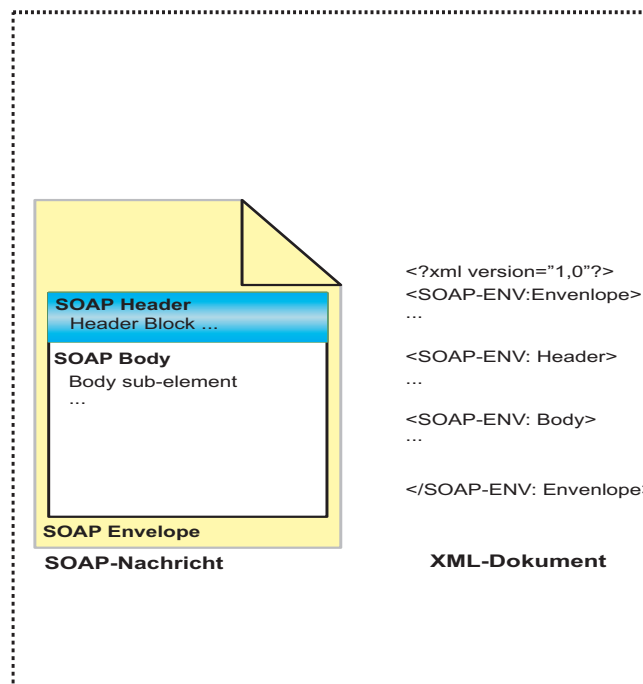 SOAP Header
Header Block ...
SOAP Body
Body sub-element
...
SOAP Envelope
SOAP-Nachricht
<?xml version=”1,0”?>
<SOAP-ENV:Envenlope>
...
<SOAP-ENV: Header>
...
<SOAP-ENV: Body>
...
</SOAP-ENV: Envenlope>
XML-Dokument